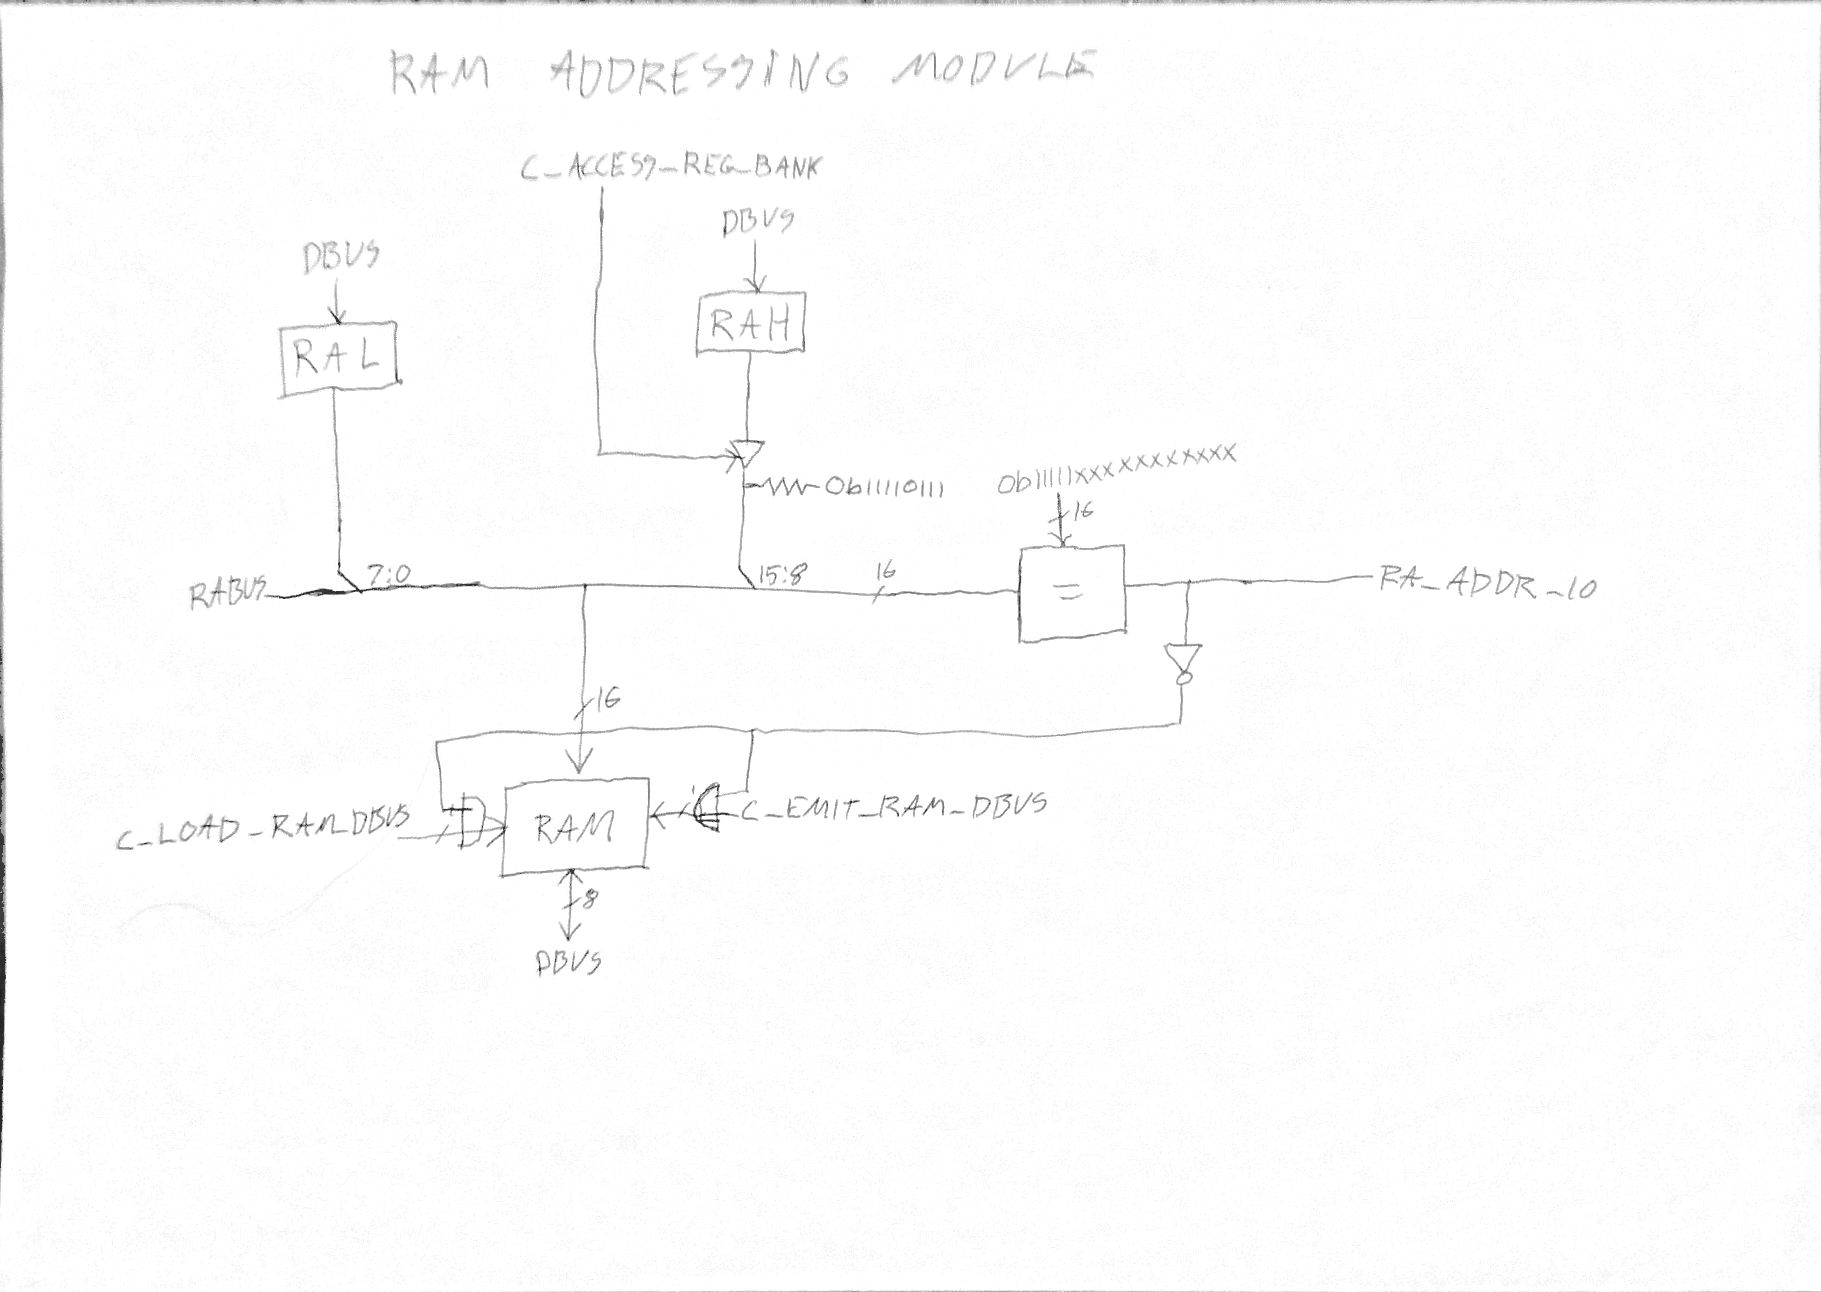 RAM ADDRESSING MODULE
C_ACCESS_REG_BANK
DBUS
DBUS
RAH
RAL
0b11110111
0b11111xxxxxxxxxxx
16
RABUS
7:0
15:8
16
=
RA_ADDR_IO
16
C_LOAD_RAM_DBUS
RAM
C_EMIT_RAM_DBUS
8
DBUS